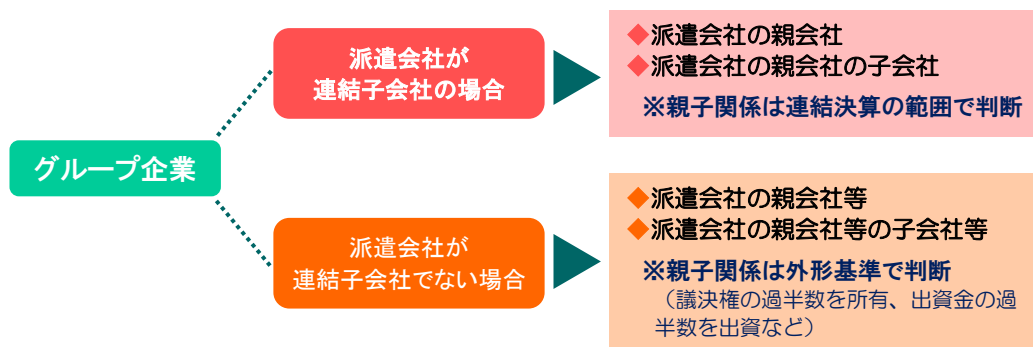 グループ企業
派遣会社が
連結子会社の場合
◆派遣会社の親会社
◆派遣会社の親会社の子会社
※親子関係は連結決算の範囲で判断
派遣会社が
連結子会社でない場合
◆派遣会社の親会社等
◆派遣会社の親会社等の子会社等
※親子関係は外形基準で判断
（議決権の過半数を所有、出資金の過
半数を出資など）